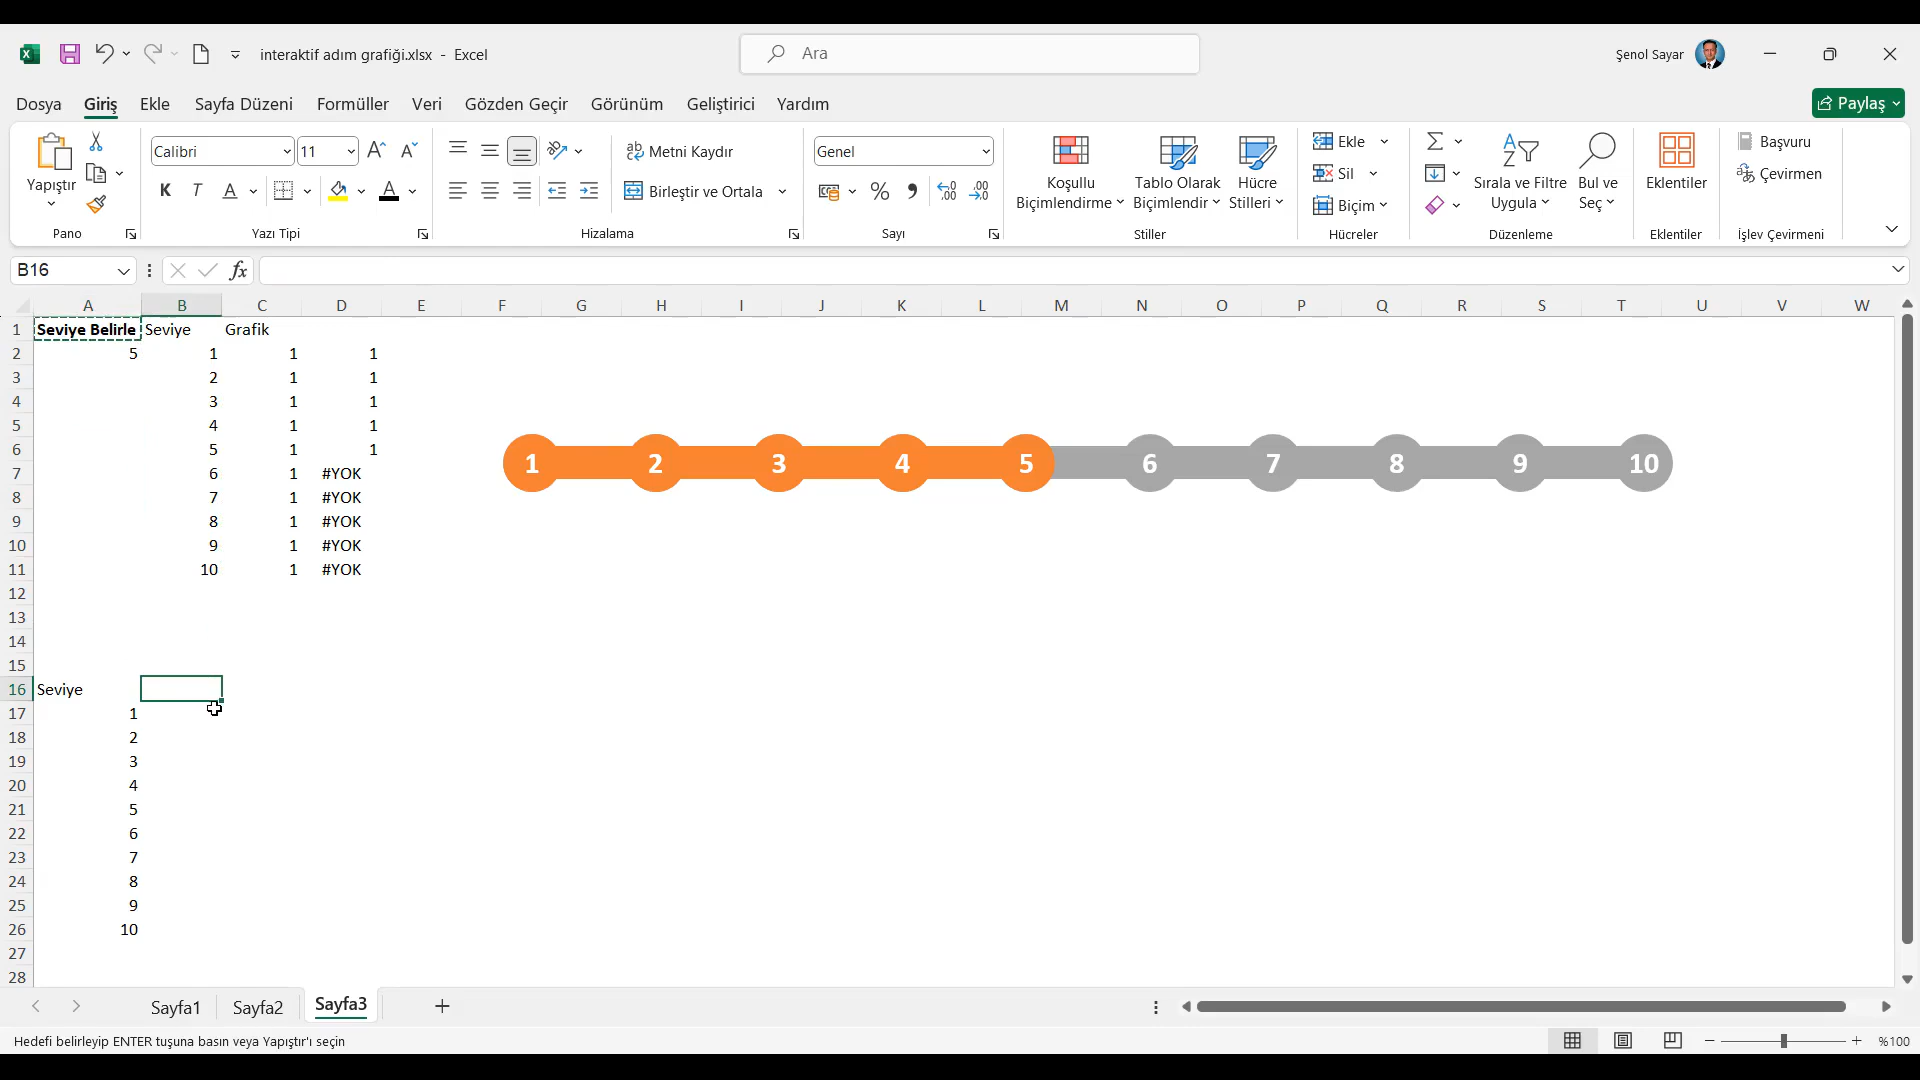 interaktif adım grafiği.xlsx - Excel
Ara
Şenol Sayar
Dosya Giriş Ekle Sayfa Düzeni Formüller Veri Gözden Geçir Görünüm Geliştirici Yardım
Paylaş
Yapıştır
Pano
Calibri 11
K T A A
Yazı Tipi
Metni Kaydır
Birleştir ve Ortala
Hizalama
Genel
Sayı
Koşullu Biçimlendirme
Tablo Olarak Biçimlendir
Hücre Stilleri
Stiller
Ekle
Sil
Biçim
Hücreler
Sırala ve Filtre Uygula
Bul ve Seç
Düzenleme
Eklentiler
Eklentiler
Başvuru
Çevirmen
İşlev Çevirmeni
B16
fx
A B C D E F G H I J K L M N O P Q R S T U V W
1 Seviye Belirle Seviye Grafik
2 5 1 1 1
3 2 1 1
4 3 1 1
5 4 1 1
6 5 1 1
7 6 1 #YOK
8 7 1 #YOK
9 8 1 #YOK
10 9 1 #YOK
11 10 1 #YOK
1 2 3 4 5 6 7 8 9 10
12
13
14
15
16 Seviye
17 1
18 2
19 3
20 4
21 5
22 6
23 7
24 8
25 9
26 10
27
28
Sayfa1 Sayfa2 Sayfa3
Hedefi belirleyip ENTER tuşuna basın veya Yapıştır'ı seçin
%100